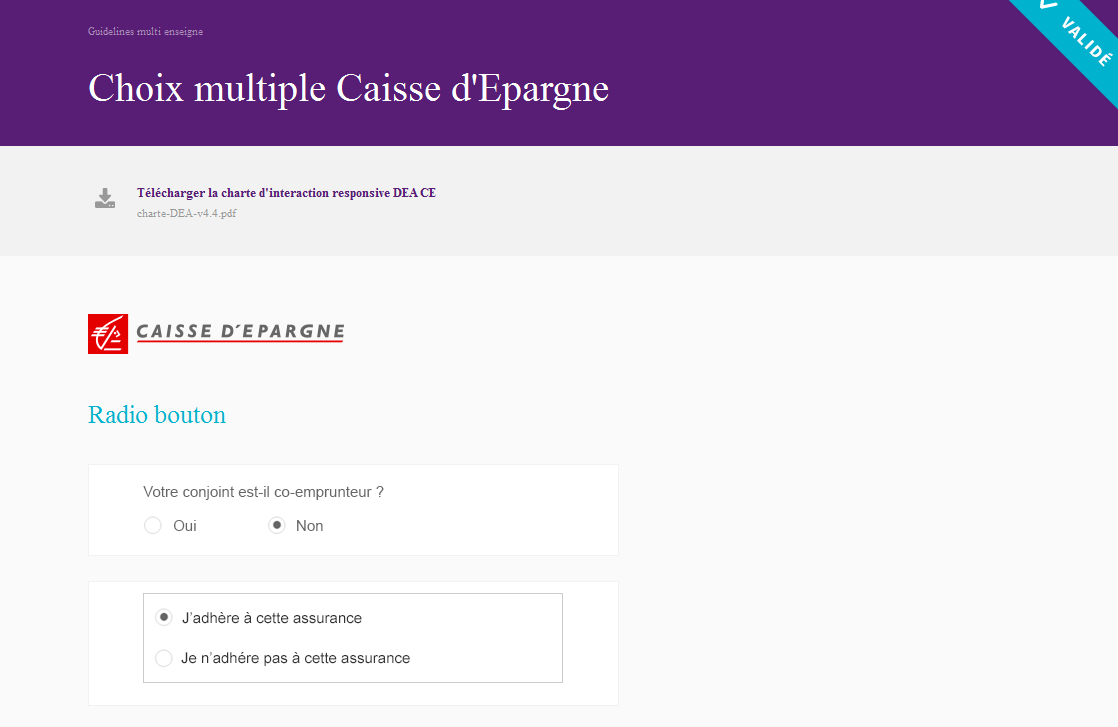 Guidelines multi enseigne
VALIDÉ
Choix multiple Caisse d'Epargne
Télécharger la charte d'interaction responsive DEA CE
charte-DEA-v4.4.pdf
CAISSE D'EPARGNE
Radio bouton
Votre conjoint est-il co-emprunteur ?
Oui Non
J’adhère à cette assurance
Je n’adhére pas à cette assurance